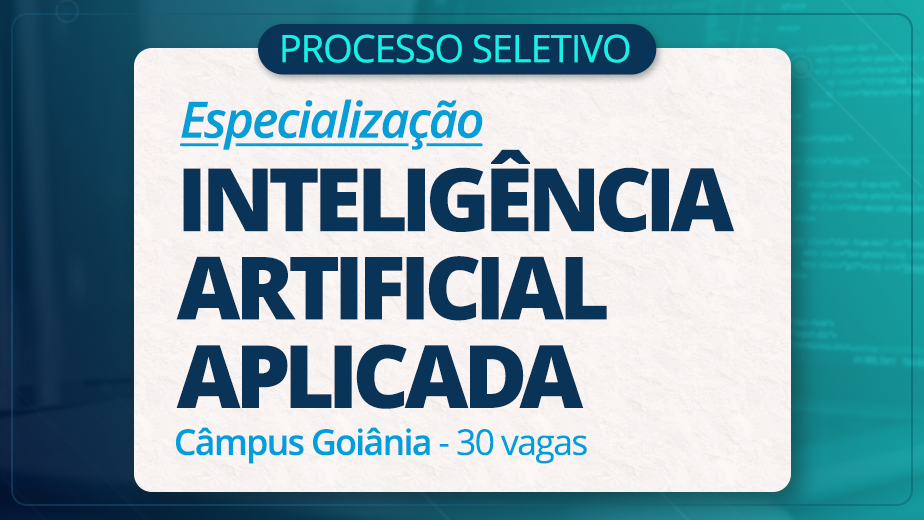 PROCESSO SELETIVO
Especialização
INTELIGÊNCIA
ARTIFICIAL
APLICADA
Câmpus Goiânia - 30 vagas